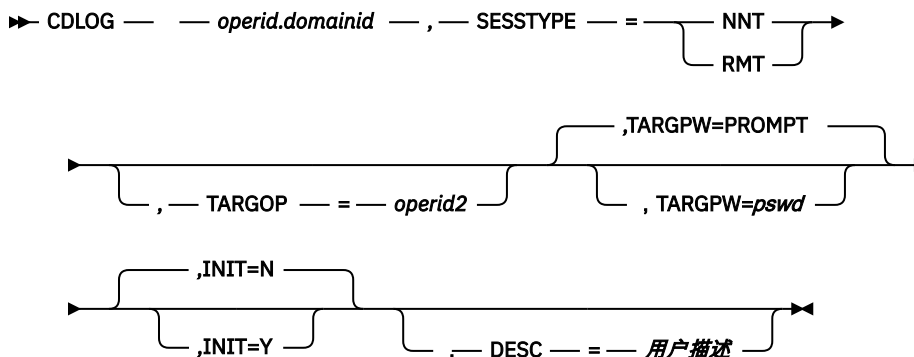 CDLOG operid.domainid , SESSTYPE = NNT
RMT
,TARGPW=PROMPT
, TARGOP = operid2
, TARGPW=pswd
,INIT=N
,INIT=Y
, DESC = 用户描述